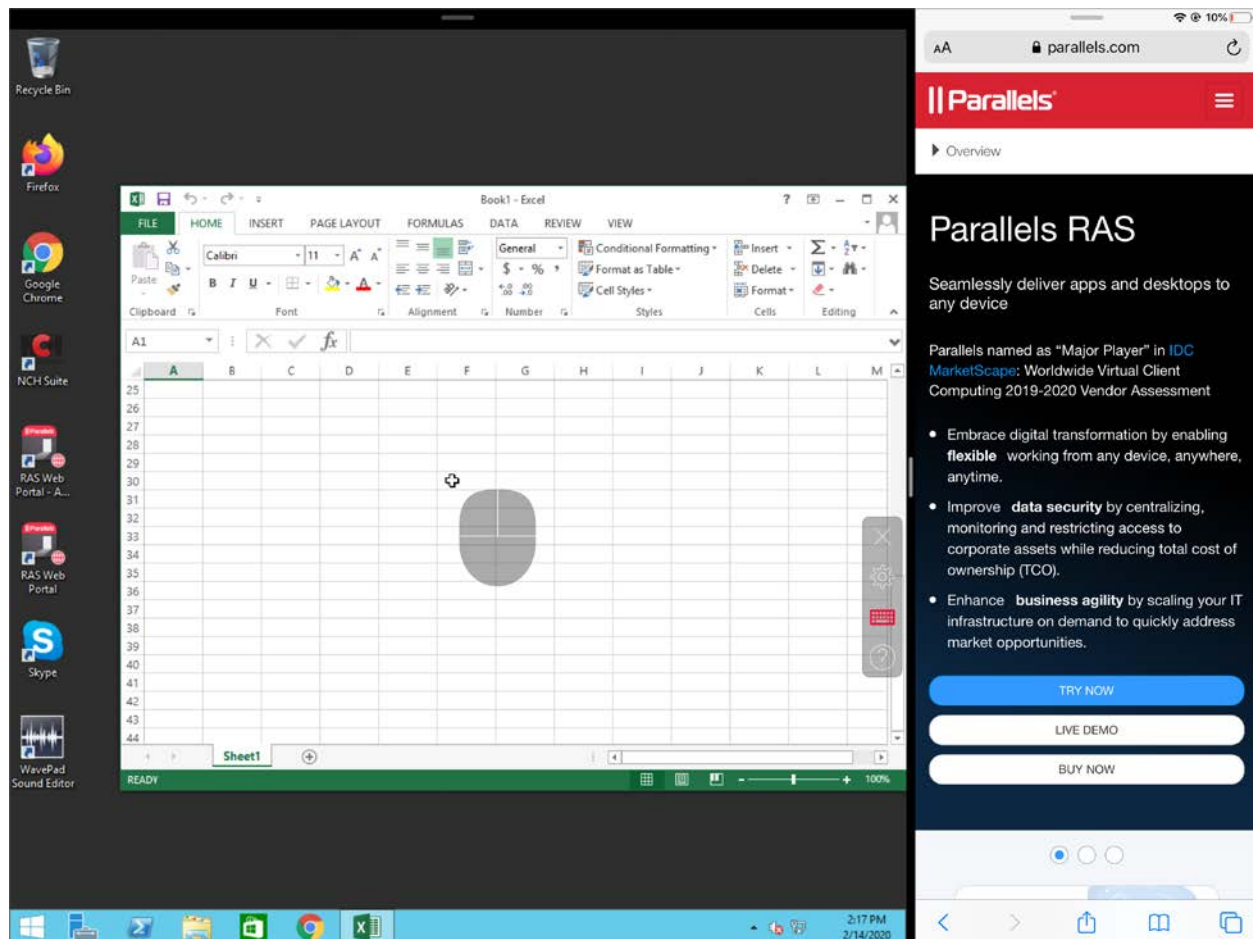 10%
Recycle Bin
Firefox
Google
Chrome
NCH Suite
RAS Web
Portal - A...
RAS Web
Portal
Skype
WavePad
Sound Editor
Book1 - Excel
FILE HOME INSERT PAGE LAYOUT FORMULAS DATA REVIEW VIEW
Paste
Calibri 11
B I U
General
$ - % ,
Conditional Formatting
Format as Table
Cell Styles
Insert
Delete
Format
Clipboard Font Alignment Number Styles Cells Editing
A1 fx
A B C D E F G H I J K L M
25
26
27
28
29
30
31
32
33
34
35
36
37
38
39
40
41
42
43
44
Sheet1
READY 100%
2:17 PM
2/14/2020
AA parallels.com
Parallels®
Overview
Parallels RAS
Seamlessly deliver apps and desktops to
any device
Parallels named as “Major Player” in IDC
MarketScape: Worldwide Virtual Client
Computing 2019-2020 Vendor Assessment
• Embrace digital transformation by enabling
flexible working from any device, anywhere,
anytime.
• Improve data security by centralizing,
monitoring and restricting access to
corporate assets while reducing total cost of
ownership (TCO).
• Enhance business agility by scaling your IT
infrastructure on demand to quickly address
market opportunities.
TRY NOW
LIVE DEMO
BUY NOW